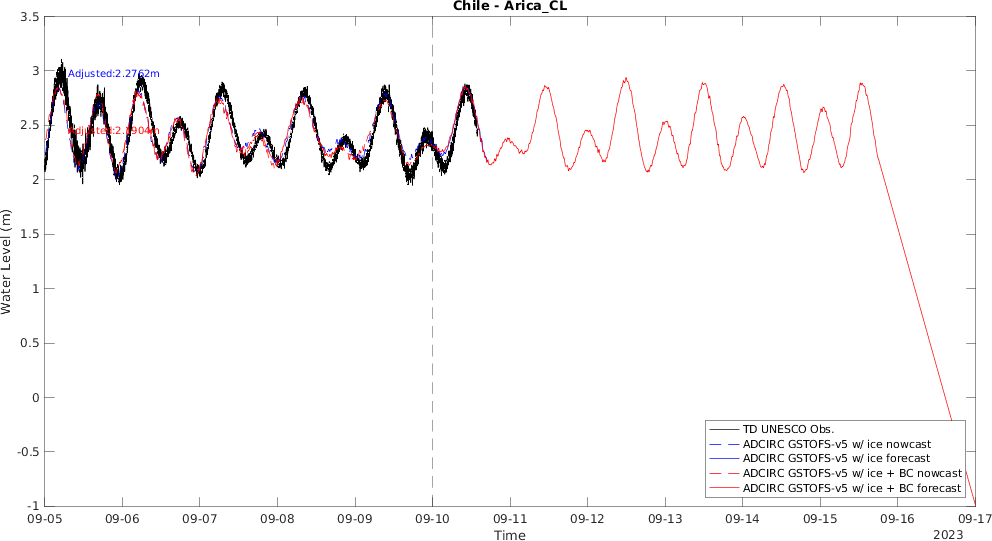 Chile - Arica_CL
3.5
3
2.5
2
1.5
1
0.5
0
-0.5
-1
Water Level (m)
Adjusted:2.2762m
09-05
09-06
09-07
09-08
09-09
09-10
09-11
09-12
09-13
09-14
09-15
09-16
09-17
Time
2023
TD UNESCO Obs.
ADCIRC GSTOFS-v5 w/ ice nowcast
ADCIRC GSTOFS-v5 w/ ice forecast
ADCIRC GSTOFS-v5 w/ ice + BC nowcast
ADCIRC GSTOFS-v5 w/ ice + BC forecast